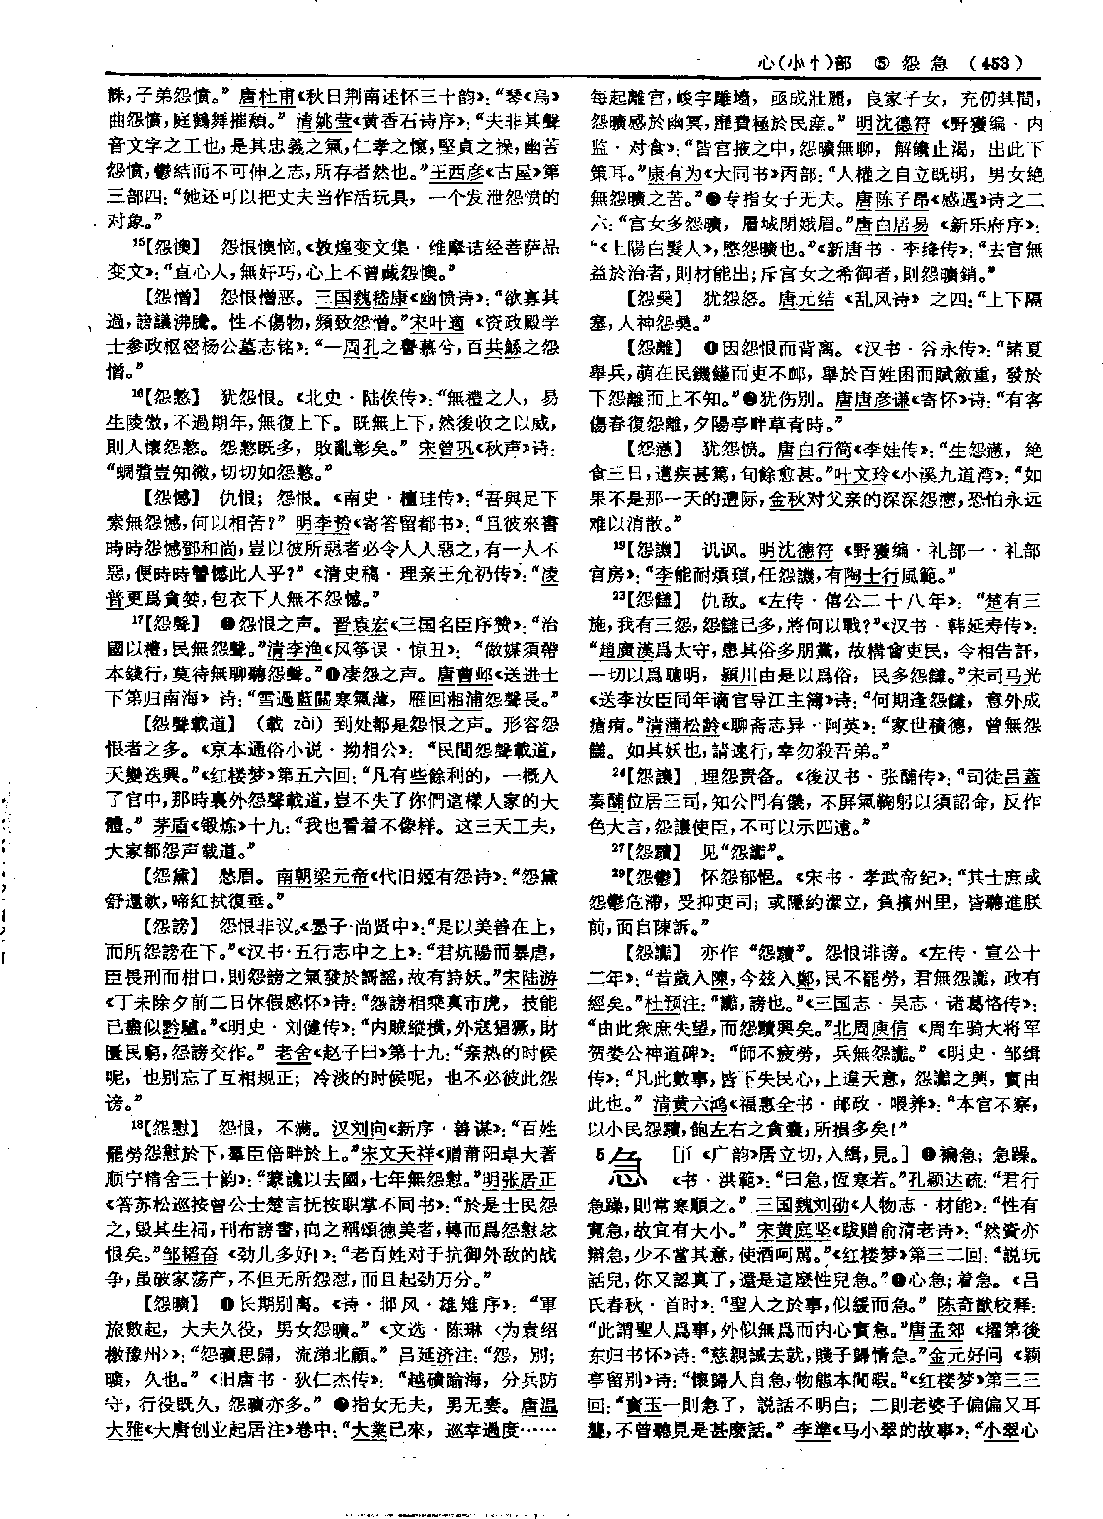 心(小忄)部 ⑤ 怨急 (453)
誅,子弟怨憤。”唐杜甫《秋日荆南述怀三十韵》:“琴《烏》
曲怨憤,庭鶴舞摧頹。”清姚莹《黄香石诗序》:“夫非其聲
音文字之工也,是其忠義之氣,仁孝之懷,堅貞之操,幽苦
怨憤,鬱結而不可伸之志,所存者然也。”王西彦《古屋》第
三部四:“她还可以把丈夫当作活玩具,一个发泄怨愤的
对象。”
15【怨懊】 怨恨懊恼。《敦煌变文集·维摩诘经菩萨品
变文》:“直心人,無奸巧,心上不曾藏怨懊。”
【怨憎】 怨恨憎恶。三国魏嵇康《幽愤诗》:“欲寡其
過,謗議沸騰。性不傷物,頻致怨憎。”宋叶適《资政殿学
士参政枢密杨公墓志铭》:“一周孔之譽慕兮,百共鯀之怨
憎。”
16【怨憝】 犹怨恨。《北史·陆俟传》:“無禮之人,易
生陵傲,不過期年,無復上下。既無上下,然後收之以威,
則人懷怨憝。怨憝既多,敗亂彰矣。”宋曾巩《秋声》诗:
“蜩螿豈知微,切切如怨憝。”
【怨憾】 仇恨;怨恨。《南史·檀珪传》:“吾與足下
素無怨憾,何以相苦?”明李贽《寄答留都书》:“且彼來書
時時怨憾鄧和尚,豈以彼所惡者必令人人惡之,有一人不
惡,便時時讐憾此人乎?”《清史稿·理亲王允礽传》:“凌
普更爲貪婪,包衣下人無不怨憾。”
17【怨聲】 ❶怨恨之声。晋袁宏《三国名臣序赞》:“治
國以禮,民無怨聲。”清李渔《风筝误·惊丑》:“做媒須帶
本錢行,莫待無聊聽怨聲。”❷凄怨之声。唐曹邺《送进士
下第归南海》诗:“雪過藍關寒氣薄,雁回湘浦怨聲長。”
【怨聲載道】 (載 zài)到处都是怨恨之声。形容怨
恨者之多。《京本通俗小说·拗相公》:“民間怨聲載道,
天變迭興。”《红楼梦》第五六回:“凡有些餘利的,一概入
了官中,那時裏外怨聲載道,豈不失了你們這樣人家的大
體。”茅盾《锻炼》十九:“我也看着不像样。这三天工夫,
大家都怨声载道。”
【怨黛】 愁眉。南朝梁元帝《代旧姬有怨诗》:“怨黛
舒還斂,啼紅拭復垂。”
【怨謗】 怨恨非议。《墨子·尚贤中》:“是以美善在上,
而所怨謗在下。”《汉书·五行志中之上》:“君炕陽而暴虐,
臣畏刑而柑口,則怨謗之氣發於謌謡,故有詩妖。”宋陆游
《丁未除夕前二日休假感怀》诗:“怨謗相乘真市虎,技能
已盡似黔驢。”《明史·刘健传》:“内賊縱横,外寇猖獗,財
匱民窮,怨謗交作。”老舍《赵子曰》第十九:“亲热的时候
呢,也别忘了互相规正;冷淡的时候呢,也不必彼此怨
谤。”
18【怨懟】 怨恨,不满。汉刘向《新序·善谋》:“百姓
罷勞怨懟於下,羣臣倍畔於上。”宋文天祥《赠莆阳卓大著
顺宁精舍三十韵》:“蒙讒以去國,七年無怨懟。”明张居正
《答苏松巡按曾公士楚言抚按职掌不同书》:“於是士民怨
之,毁其生祠,刊布謗書,向之稱頌德美者,轉而爲怨懟忿
恨矣。”邹韬奋《劲儿多好!》:“老百姓对于抗御外敌的战
争,虽破家荡产,不但无所怨怼,而且起劲万分。”
【怨曠】 ❶长期别离。《诗·邶风·雄雉序》:“軍
旅數起,大夫久役,男女怨曠。”《文选·陈琳〈为袁绍
檄豫州〉》:“怨曠思歸,流涕北顧。”吕延济注:“怨,别;
曠,久也。”《旧唐书·狄仁杰传》:“越磧踰海,分兵防
守,行役既久,怨曠亦多。”❷指女无夫,男无妻。唐温
大雅《大唐创业起居注》卷中:“大業已來,巡幸過度……
每起離宫,峻宇雕墻,亟成壯麗,良家子女,充仞其間,
怨曠感於幽冥,靡費極於民産。”明沈德符《野獲编·内
监·对食》:“皆宫掖之中,怨曠無聊,解饞止渴,出此下
策耳。”康有为《大同书》丙部:“人權之自立既明,男女絶
無怨曠之苦。”❸专指女子无夫。唐陈子昂《感遇》诗之二
六:“宫女多怨曠,層城閉娥眉。”唐白居易《新乐府序》:
“《上陽白髮人》,愍怨曠也。”《新唐书·李绛传》:“去官無
益於治者,則材能出;斥宫女之希御者,則怨曠銷。”
【怨奰】 犹怨怒。唐元结《乱风诗》之四:“上下隔
塞,人神怨奰。”
【怨離】 ❶因怨恨而背离。《汉书·谷永传》:“諸夏
舉兵,萌在民饑饉而吏不卹,興於百姓困而賦斂重,發於
下怨離而上不知。”❷犹伤别。唐唐彦谦《寄怀》诗:“有客
傷春復怨離,夕陽亭畔草青時。”
【怨懣】 犹怨愤。唐白行简《李娃传》:“生怨懣,絶
食三日,遘疾甚篤,旬餘愈甚。”叶文玲《小溪九道湾》:“如
果不是那一天的遭际,金秋对父亲的深深怨懑,恐怕永远
难以消散。”
19【怨譏】 讥讽。明沈德符《野獲编·礼部一·礼部
官房》:“李能耐煩瑣,任怨譏,有陶士行風範。”
23【怨讎】 仇敌。《左传·僖公二十八年》:“楚有三
施,我有三怨,怨讎已多,將何以戰?”《汉书·韩延寿传》:
“趙廣漢爲太守,患其俗多朋黨,故構會吏民,令相告訐,
一切以爲聰明,潁川由是以爲俗,民多怨讎。”宋司马光
《送李汝臣同年谪官导江主簿》诗:“何期逢怨讎,意外成
瘡痏。”清蒲松龄《聊斋志异·阿英》:“家世積德,曾無怨
讎。如其妖也,請速行,幸勿殺吾弟。”
24【怨讓】 埋怨责备。《後汉书·张酺传》:“司徒吕蓋
奏酺位居三司,知公門有儀,不屏氣鞠躬以須詔命,反作
色大言,怨讓使臣,不可以示四遠。”
27【怨讟】 见“怨讟”。
29【怨鬱】 怀怨郁悒。《宋书·孝武帝纪》:“其士庶或
怨鬱危滯,受抑吏司;或隱約潔立,負擯州里,皆聽進朕
前,面自陳訴。”
【怨讟】 亦作“怨讟”。怨恨诽谤。《左传·宣公十
二年》:“昔歲入陳,今兹入鄭,民不罷勞,君無怨讟,政有
經矣。”杜预注:“讟,謗也。”《三国志·吴志·诸葛恪传》:
“由此衆庶失望,而怨讟興矣。”北周庾信《周车骑大将军
贺娄公神道碑》:“師不疲勞,兵無怨讟。”《明史·邹缉
传》:“凡此數事,皆下失民心,上違天意,怨讟之興,實由
此也。”清黄六鸿《福惠全书·邮政·喂养》:“本官不察,
以小民怨讟,飽左右之貪囊,所損多矣!”
5急 [jí 《广韵》居立切,入缉,見。]❶褊急;急躁。
《书·洪範》:“曰急,恆寒若。”孔颖达疏:“君行
急躁,則常寒順之。”三国魏刘劭《人物志·材能》:“性有
寬急,故宜有大小。”宋黄庭坚《跋赠俞清老诗》:“然資亦
辯急,少不當其意,使酒呵駡。”《红楼梦》第三二回:“説玩
話兒,你又認真了,還是這麼性兒急。”❷心急;着急。《吕
氏春秋·首时》:“聖人之於事,似緩而急。”陈奇猷校释:
“此謂聖人爲事,外似無爲而内心實急。”唐孟郊《擢第後
东归书怀》诗:“慈親誡去就,賤子歸情急。”金元好问《颖
亭留别》诗:“懷歸人自急,物態本閒暇。”《红楼梦》第三三
回:“寶玉一則急了,説話不明白;二則老婆子偏偏又耳
聾,不曾聽見是甚麽話。”李準《马小翠的故事》:“小翠心